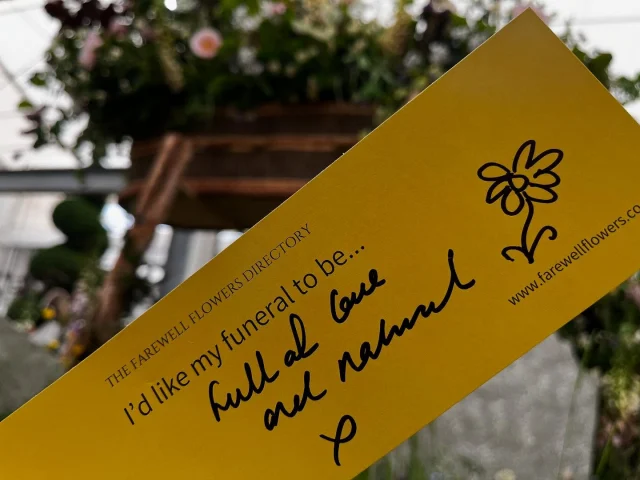 THE FAREWELL FLOWERS DIRECTORY
I'd like my funeral to be...
full of love
and natural
x
www.farewellflowers.co